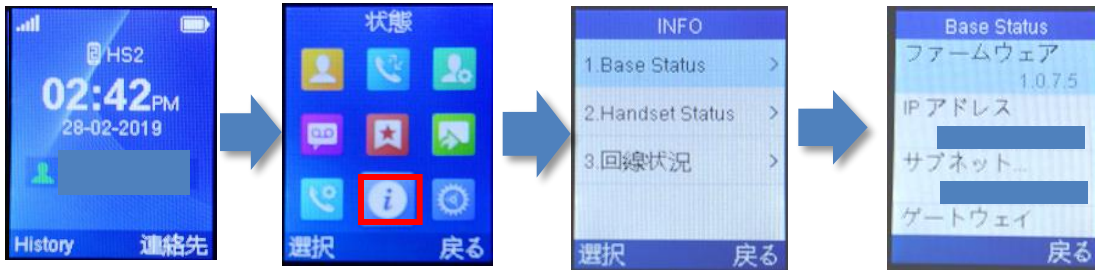 HS2
02:42PM
28-02-2019
History
連絡先
状態
選択
戻る
INFO
1.Base Status
2.Handset Status
3.回線状況
選択
戻る
Base Status
ファームウェア
1.0.7.5
IP アドレス
サブネット...
ゲートウェイ
戻る